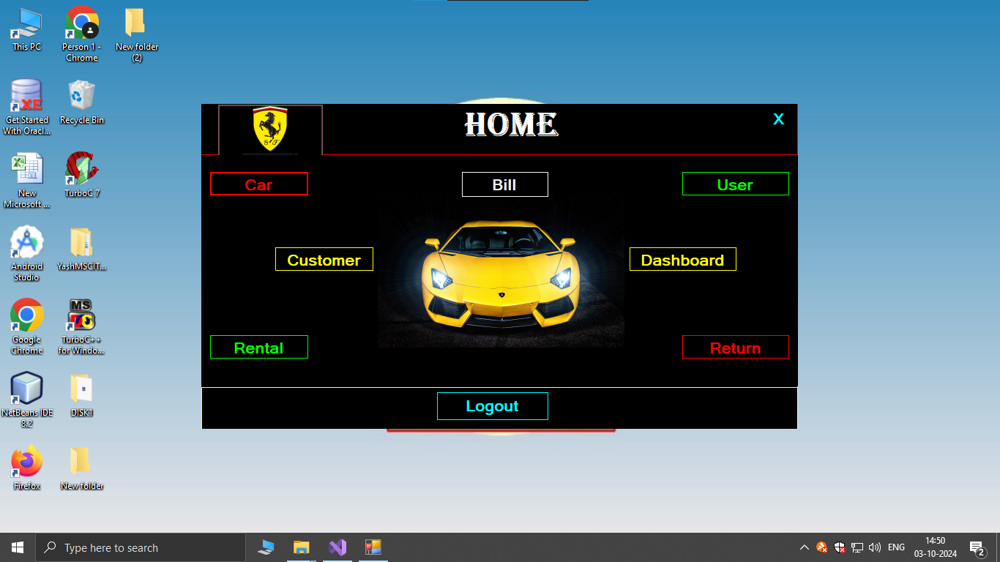 This PC
Person 1 -
Chrome
New folder
(2)
Get Started
With Oracl...
Recycle Bin
New
Microsoft ...
TurboC 7
Android
Studio
YashMSCIT...
Google
Chrome
MS
TurboC++
for Windo...
NetBeans IDE
8.2
DISK1
Firefox
New folder
XE
HOME
X
S F
Car
Bill
User
Customer
Dashboard
Rental
Return
Logout
Type here to search
ENG
14:50
03-10-2024
2